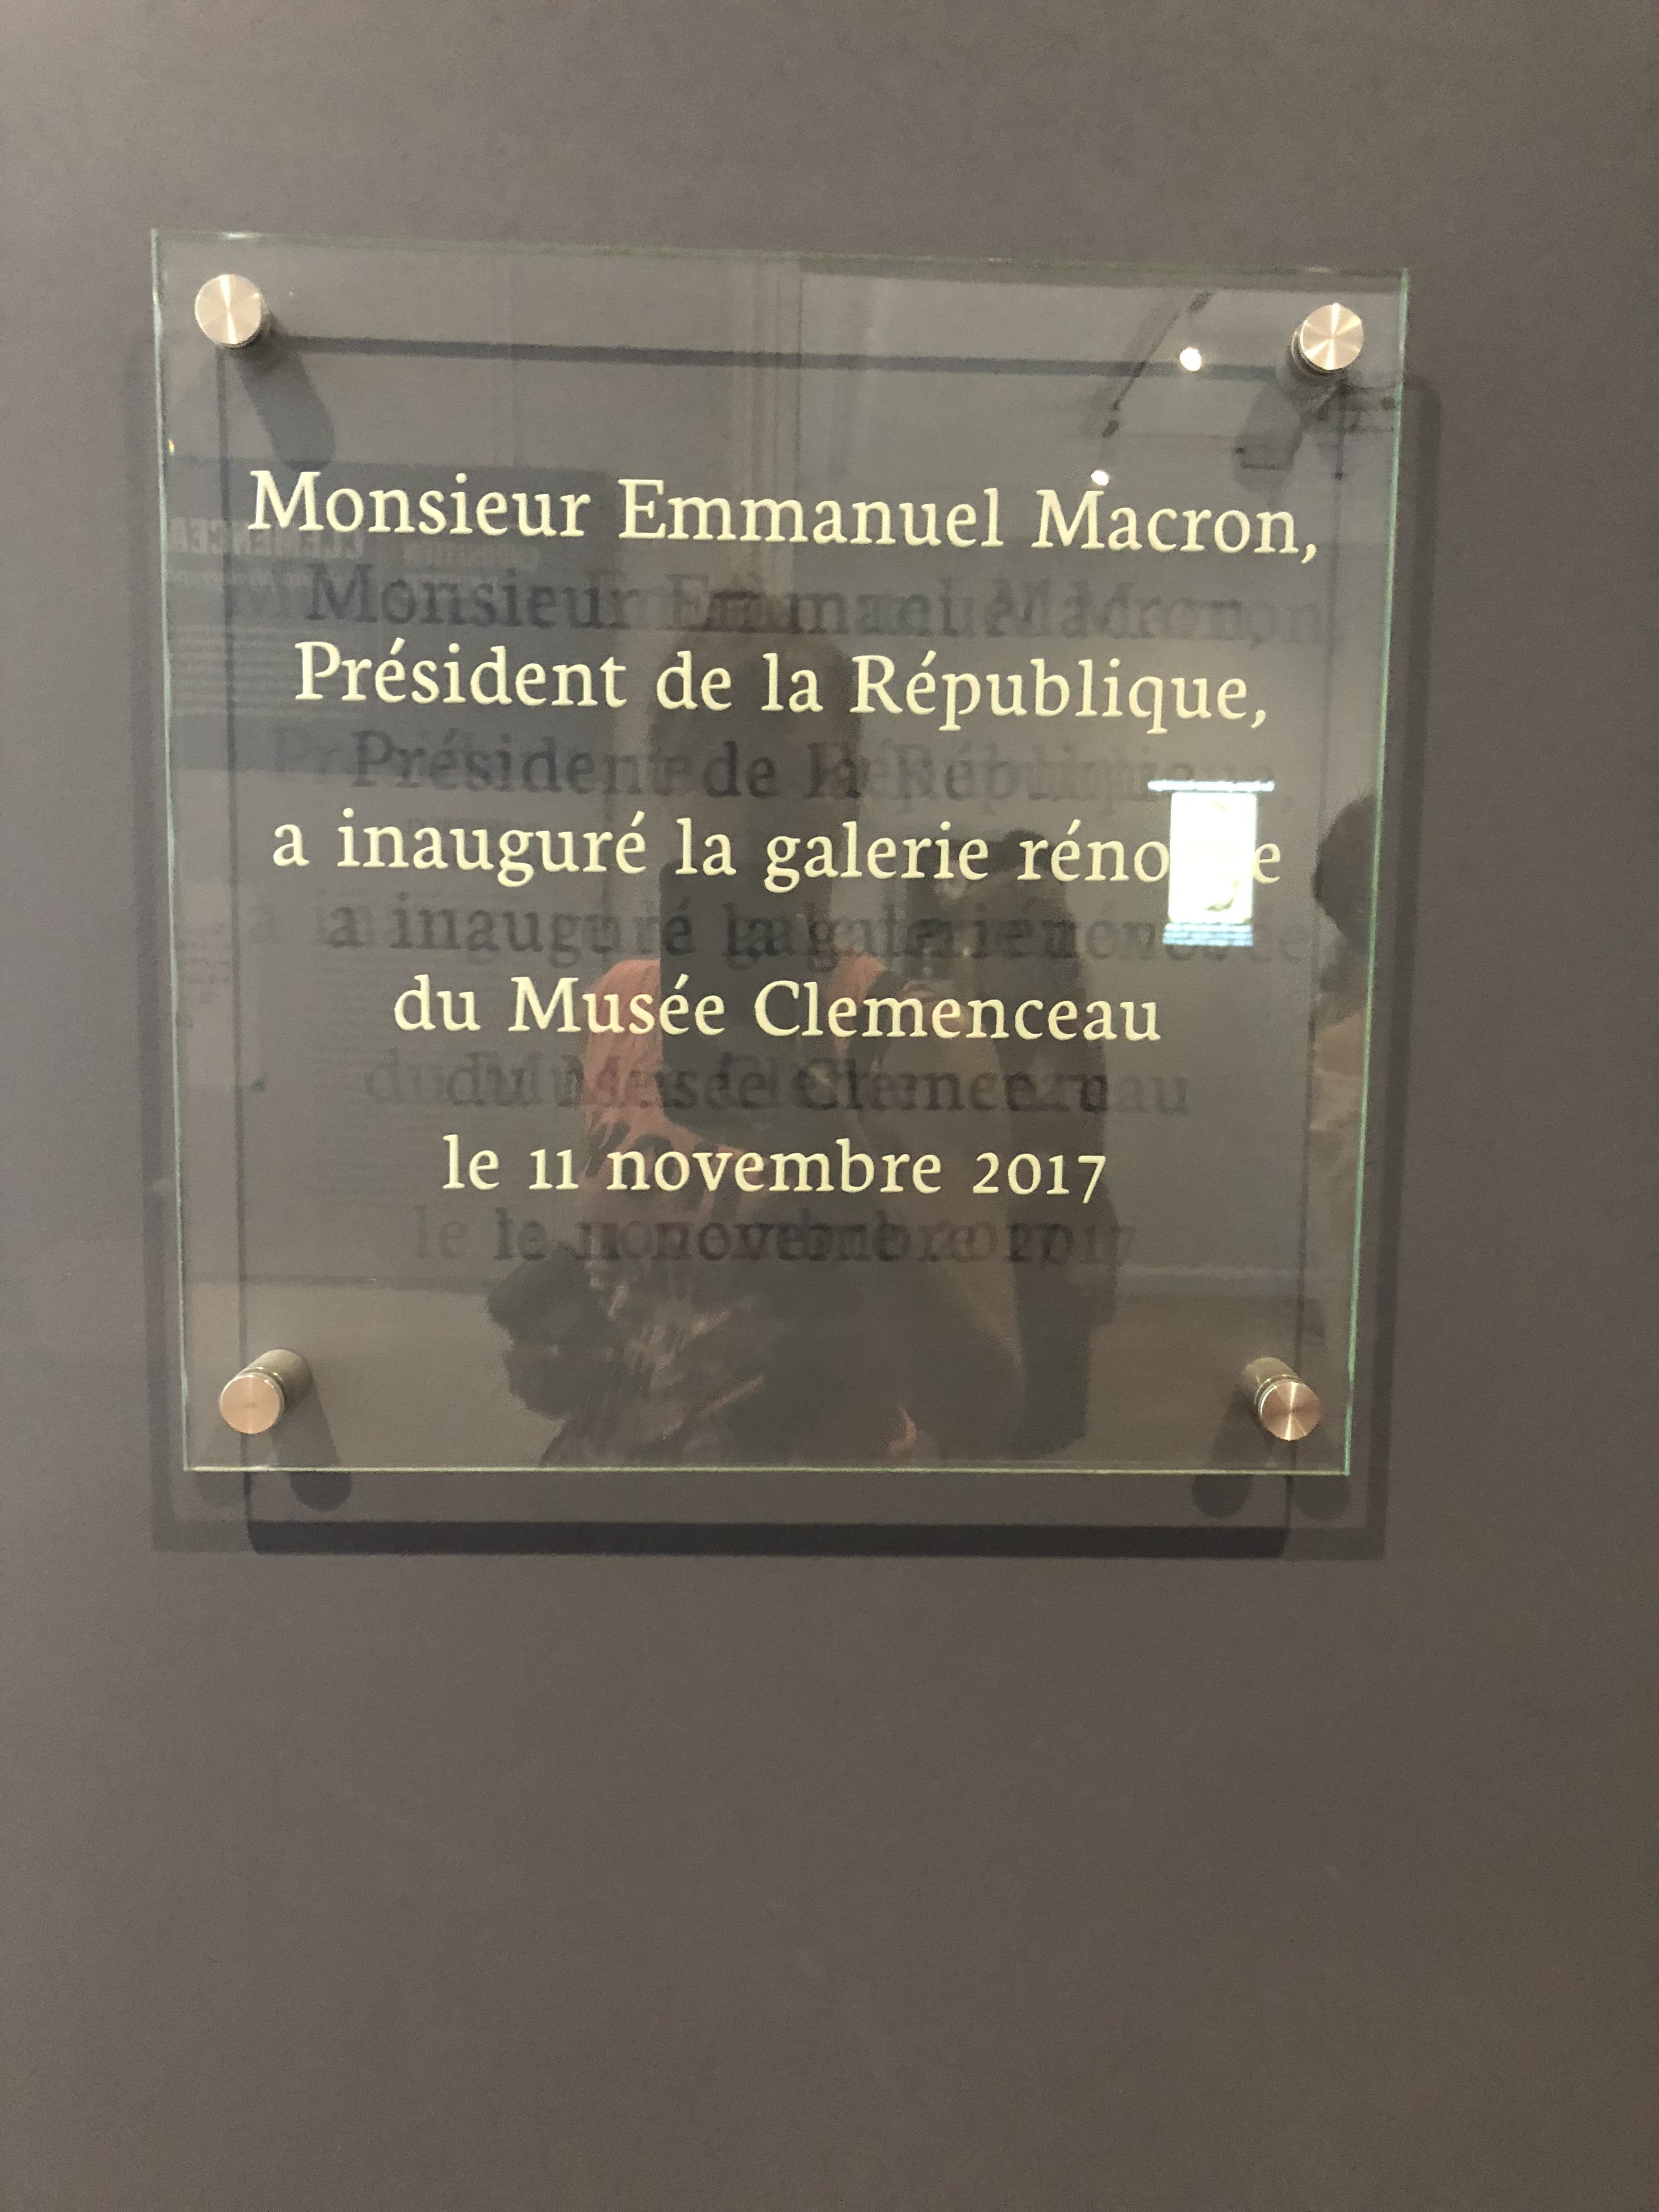 Monsieur Emmanuel Macron,
Président de la République,
a inauguré la galerie
du Musée Clemenceau
le 11 novembre 2017